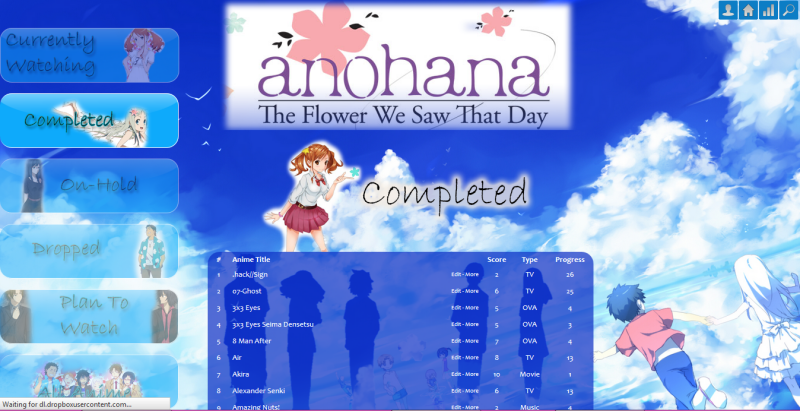 Currently
Watching
Completed
On-Hold
Dropped
Plan To
Watch
anohana
The Flower We Saw That Day
Completed
# Anime Title Score Type Progress
1 .hack//Sign Edit - More 2 TV 26
2 07-Ghost Edit - More 6 TV 25
3 3x3 Eyes Edit - More 5 OVA 4
4 3x3 Eyes Seima Densetsu Edit - More 5 OVA 3
5 8 Man After Edit - More 7 OVA 4
6 Air Edit - More 8 TV 13
7 Akira Edit - More 10 Movie 1
8 Alexander Senki Edit - More 6 TV 13
9 Amazing Nuts! Edit - More 2 Music 4
Waiting for dl.dropboxusercontent.com...